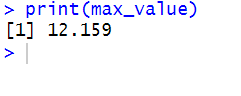 > print(max_value)
[1] 12.159
>